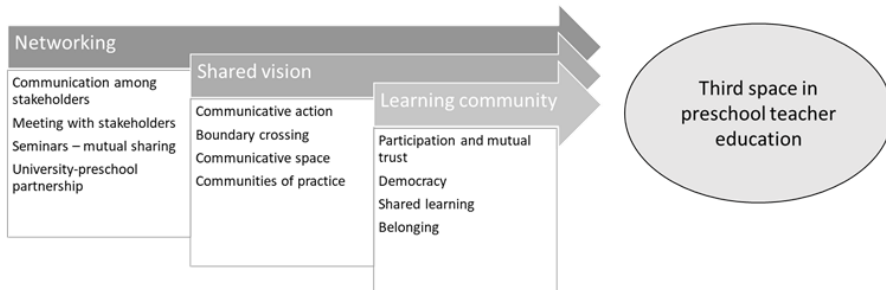 Networking
Communication among
stakeholders
Meeting with stakeholders
Seminars – mutual sharing
University-preschool
partnership
Shared vision
Communicative action
Boundary crossing
Communicative space
Communities of practice
Learning community
Participation and mutual
trust
Democracy
Shared learning
Belonging
Third space in
preschool teacher
education